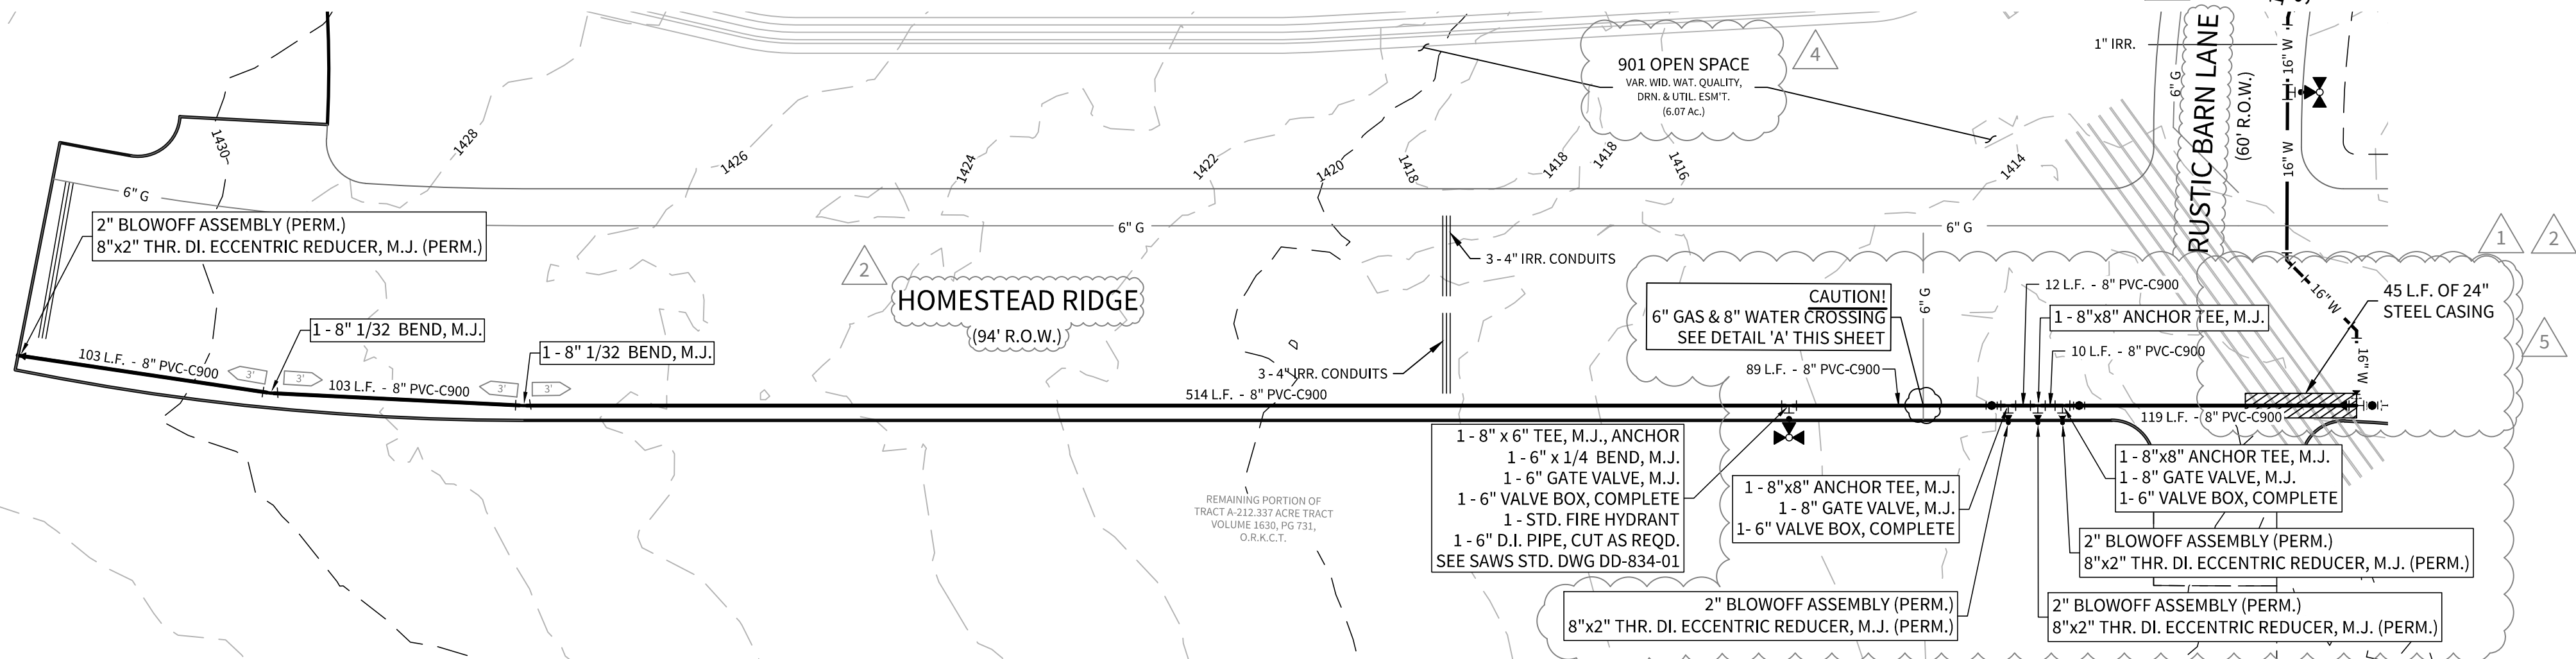 1" IRR.
16" W
16" W
6" G
RUSTIC BARN LANE
(60' R.O.W.)
901 OPEN SPACE
VAR. WID. WAT. QUALITY,
DRN. & UTIL. ESM'T.
(6.07 Ac.)
4
1430
1428
1426
1424
1422
1420
1418
1418
1418
1416
1414
6" G
6" G
6" G
6" G
2" BLOWOFF ASSEMBLY (PERM.)
8"x2" THR. DI. ECCENTRIC REDUCER, M.J. (PERM.)
2
HOMESTEAD RIDGE
(94' R.O.W.)
3 - 4" IRR. CONDUITS
3 - 4" IRR. CONDUITS
1 - 8" 1/32 BEND, M.J.
1 - 8" 1/32 BEND, M.J.
103 L.F. - 8" PVC-C900
3'
3'
103 L.F. - 8" PVC-C900
3'
3'
514 L.F. - 8" PVC-C900
CAUTION!
6" GAS & 8" WATER CROSSING
SEE DETAIL 'A' THIS SHEET
89 L.F. - 8" PVC-C900
12 L.F. - 8" PVC-C900
1 - 8"x8" ANCHOR TEE, M.J.
10 L.F. - 8" PVC-C900
16" W
16" W
45 L.F. OF 24"
STEEL CASING
1
2
5
119 L.F. - 8" PVC-C900
1 - 8" x 6" TEE, M.J., ANCHOR
1 - 6" x 1/4 BEND, M.J.
1 - 6" GATE VALVE, M.J.
1 - 6" VALVE BOX, COMPLETE
1 - STD. FIRE HYDRANT
1 - 6" D.I. PIPE, CUT AS REQD.
SEE SAWS STD. DWG DD-834-01
1 - 8"x8" ANCHOR TEE, M.J.
1 - 8" GATE VALVE, M.J.
1- 6" VALVE BOX, COMPLETE
1 - 8"x8" ANCHOR TEE, M.J.
1 - 8" GATE VALVE, M.J.
1- 6" VALVE BOX, COMPLETE
REMAINING PORTION OF
TRACT A-212.337 ACRE TRACT
VOLUME 1630, PG 731,
O.R.K.C.T.
2" BLOWOFF ASSEMBLY (PERM.)
8"x2" THR. DI. ECCENTRIC REDUCER, M.J. (PERM.)
2" BLOWOFF ASSEMBLY (PERM.)
8"x2" THR. DI. ECCENTRIC REDUCER, M.J. (PERM.)
2" BLOWOFF ASSEMBLY (PERM.)
8"x2" THR. DI. ECCENTRIC REDUCER, M.J. (PERM.)